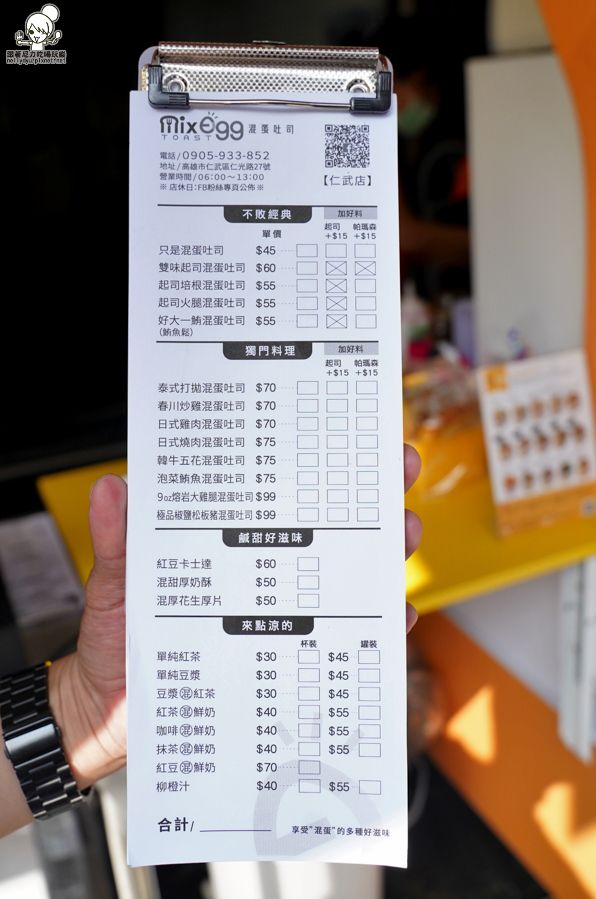 跟著尼力吃喝玩樂
nellydyu.pixnet.net
mixEgg 混蛋吐司
TOAST
電話/0905-933-852
地址/高雄市仁武區仁光路27號
營業時間/06:00～13:00
※ 店休日:FB粉絲專頁公佈 ※
【仁武店】
不敗經典 加好料
單價 起司+$15 帕瑪森+$15
只是混蛋吐司 $45
雙味起司混蛋吐司 $60
起司培根混蛋吐司 $55
起司火腿混蛋吐司 $55
好大一鮪混蛋吐司 $55
(鮪魚鬆)
獨門料理 加好料
起司+$15 帕瑪森+$15
泰式打拋混蛋吐司 $70
春川炒雞混蛋吐司 $70
日式雞肉混蛋吐司 $70
日式燒肉混蛋吐司 $75
韓牛五花混蛋吐司 $75
泡菜鮪魚混蛋吐司 $75
9oz熔岩大雞腿混蛋吐司 $99
極品椒鹽松板豬混蛋吐司 $99
鹹甜好滋味
紅豆卡士達 $60
混甜厚奶酥 $50
混厚花生厚片 $50
來點涼的
杯裝 罐裝
單純紅茶 $30 $45
單純豆漿 $30 $45
豆漿混紅茶 $30 $45
紅茶混鮮奶 $40 $55
咖啡混鮮奶 $40 $55
抹茶混鮮奶 $40 $55
紅豆混鮮奶 $70
柳橙汁 $40 $55
合計/ 享受"混蛋"的多種好滋味